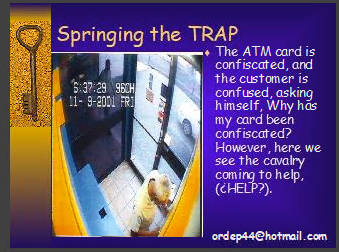 Springing the TRAP
5:37:29 960H
11- 9-2001 FRI
The ATM card is
confiscated, and
the customer is
confused, asking
himself, Why has
my card been
confiscated?
However, here we
see the cavalry
coming to help,
(¿HELP?).
ordep44@hotmail.com